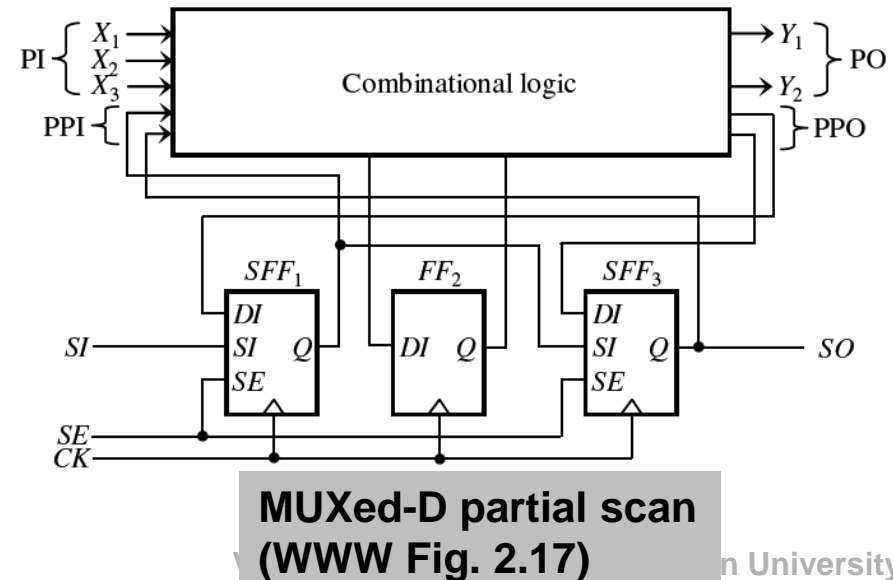 X1
X2
X3
PI
PPI
Combinational logic
Y1
Y2
PO
PPO
SFF1
FF2
SFF3
DI
SI
SE
Q
DI Q
DI
SI
SE
Q
SI
SO
SE
CK
MUXed-D partial scan
(WWW Fig. 2.17)
n University